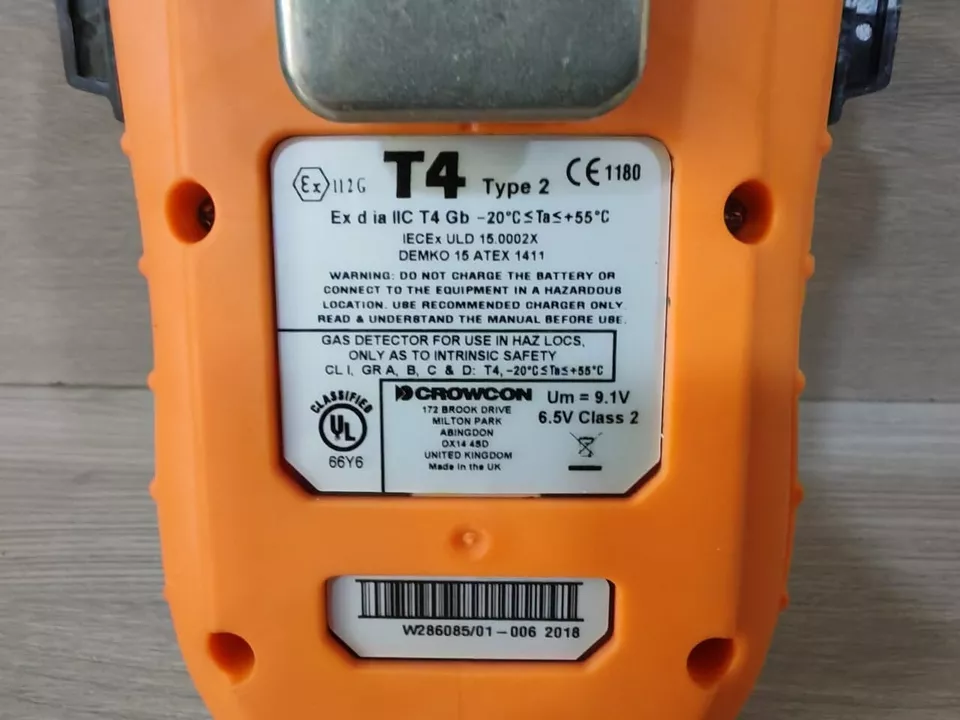 Ex II 2 G T4 Type 2 CE 1180
Ex d ia IIC T4 Gb -20°C≤Ta≤+55°C
IECEx ULD 15.0002X
DEMKO 15 ATEX 1411
WARNING: DO NOT CHARGE THE BATTERY OR
CONNECT TO THE EQUIPMENT IN A HAZARDOUS
LOCATION. USE RECOMMENDED CHARGER ONLY.
READ & UNDERSTAND THE MANUAL BEFORE USE.
GAS DETECTOR FOR USE IN HAZ LOCS,
ONLY AS TO INTRINSIC SAFETY
CL I, GR A, B, C & D: T4, -20°C≤Ta≤+55°C
CLASSIFIED
UL
66Y6
CROWCON
172 BROOK DRIVE
MILTON PARK
ABINGDON
OX14 4SD
UNITED KINGDOM
Made in the UK
Um = 9.1V
6.5V Class 2
W286085/01-006 2018